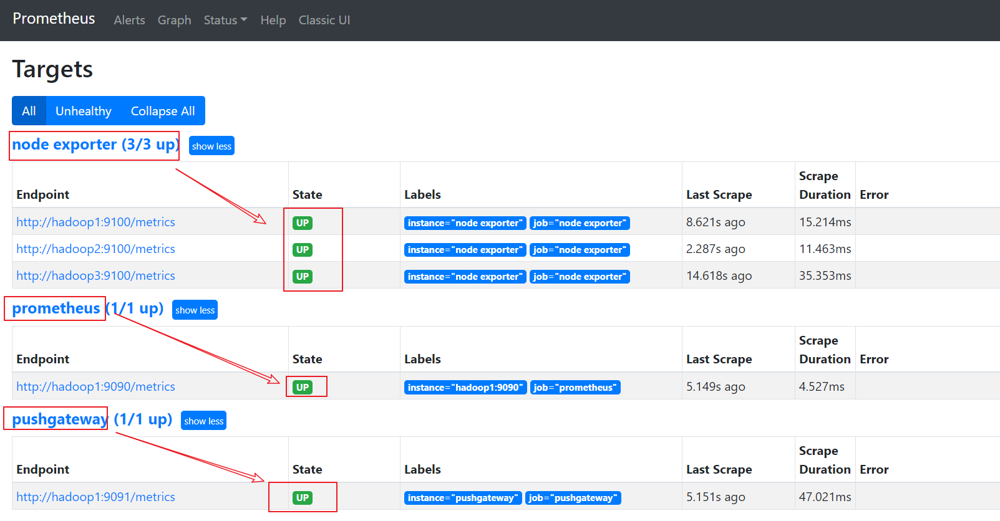 Prometheus Alerts Graph Status Help Classic UI
Targets
All Unhealthy Collapse All
node exporter (3/3 up) show less
Endpoint State Labels Last Scrape Scrape Duration Error
http://hadoop1:9100/metrics UP instance="node exporter" job="node exporter" 8.621s ago 15.214ms
http://hadoop2:9100/metrics UP instance="node exporter" job="node exporter" 2.287s ago 11.463ms
http://hadoop3:9100/metrics UP instance="node exporter" job="node exporter" 14.618s ago 35.353ms
prometheus (1/1 up) show less
Endpoint State Labels Last Scrape Scrape Duration Error
http://hadoop1:9090/metrics UP instance="hadoop1:9090" job="prometheus" 5.149s ago 4.527ms
pushgateway (1/1 up) show less
Endpoint State Labels Last Scrape Scrape Duration Error
http://hadoop1:9091/metrics UP instance="pushgateway" job="pushgateway" 5.151s ago 47.021ms